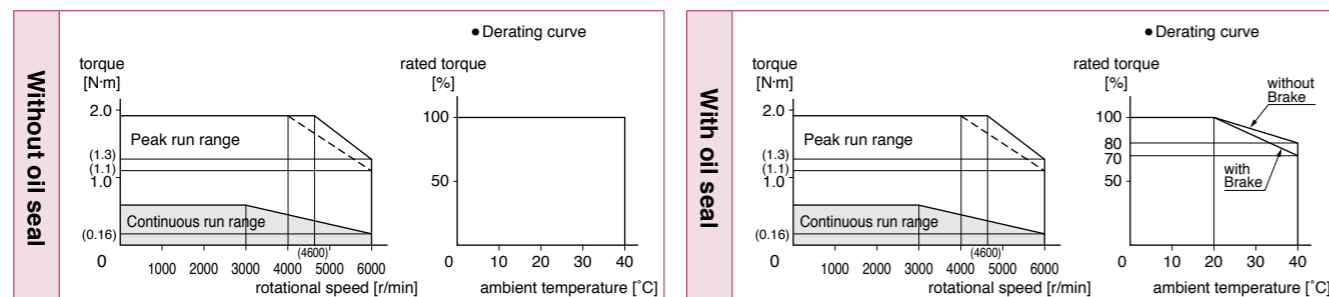 Without oil seal
torque
[N·m]
2.0
Peak run range
(1.3)
(1.1)
1.0
Continuous run range
(0.16)
(4600)
0
1000 2000 3000 4000 5000 6000
rotational speed [r/min]
● Derating curve
rated torque
[%]
100
50
0 10 20 30 40
ambient temperature [˚C]
With oil seal
torque
[N·m]
2.0
Peak run range
(1.3)
(1.1)
1.0
Continuous run range
(0.16)
(4600)
0
1000 2000 3000 4000 5000 6000
rotational speed [r/min]
● Derating curve
rated torque
[%]
without
Brake
100
80
70
with
Brake
50
0 10 20 30 40
ambient temperature [˚C]